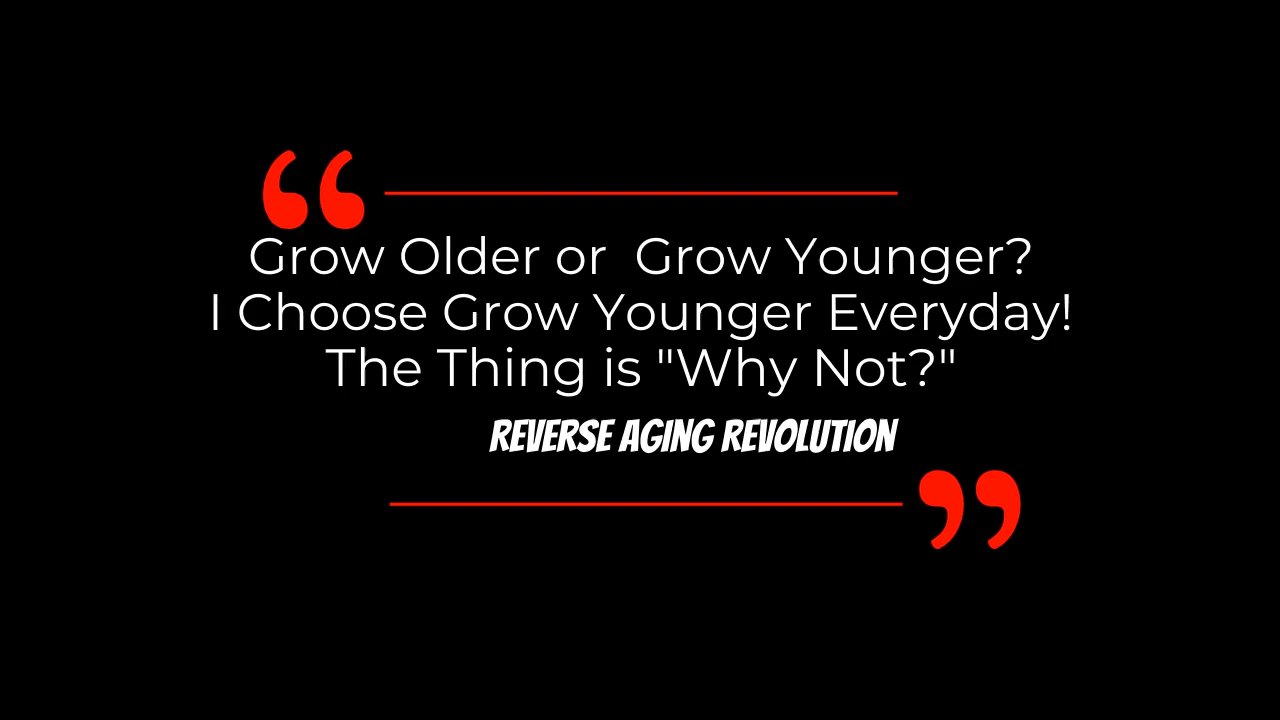 “
Grow Older or  Grow Younger?
I Choose Grow Younger Everyday!
The Thing is "Why Not?"
REVERSE AGING REVOLUTION
”